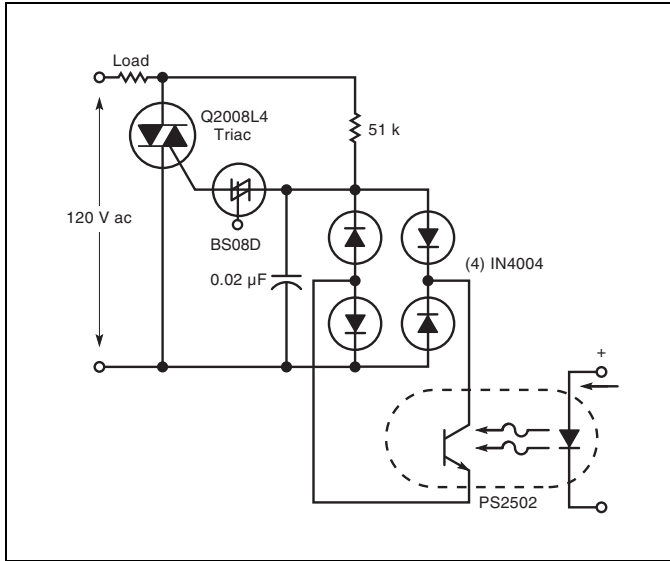 Load
Q2008L4
Triac
51 k
120 V ac
BS08D
(4) IN4004
0.02 µF
+
PS2502